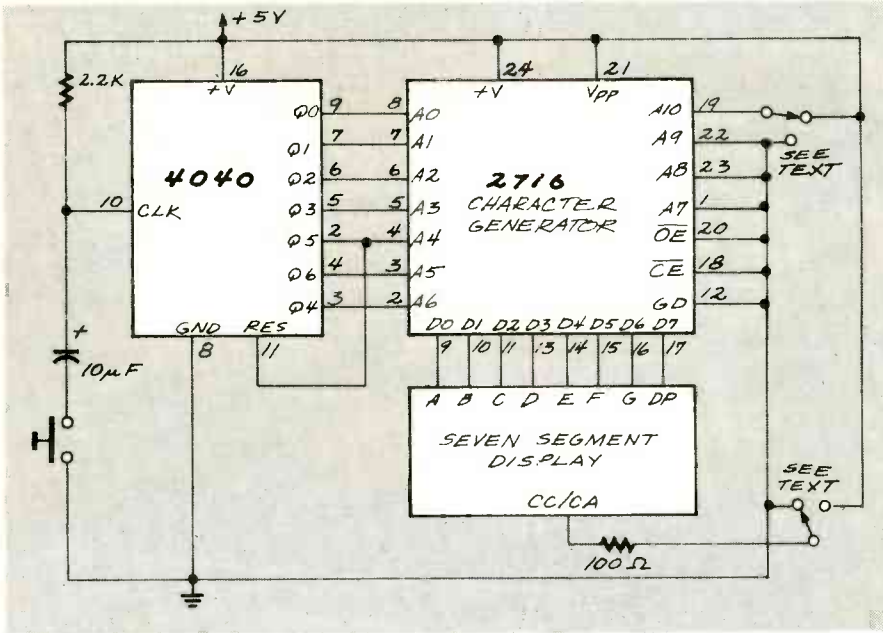 +5V
2.2K
16
+V
4040
10
CLK
Q0 9
Q1 7
Q2 6
Q3 5
Q5 2
Q6 4
Q4 3
GND
8
RES
11
+
10µF
24
+V
21
VPP
2716
CHARACTER
GENERATOR
8 A0
7 A1
6 A2
5 A3
4 A4
3 A5
2 A6
A10 19
A9 22
A8 23
A7 1
OE 20
CE 18
GD 12
SEE
TEXT
D0 D1 D2 D3 D4 D5 D6 D7
9 10 11 13 14 15 16 17
A B C D E F G DP
SEVEN SEGMENT
DISPLAY
CC/CA
SEE
TEXT
100Ω